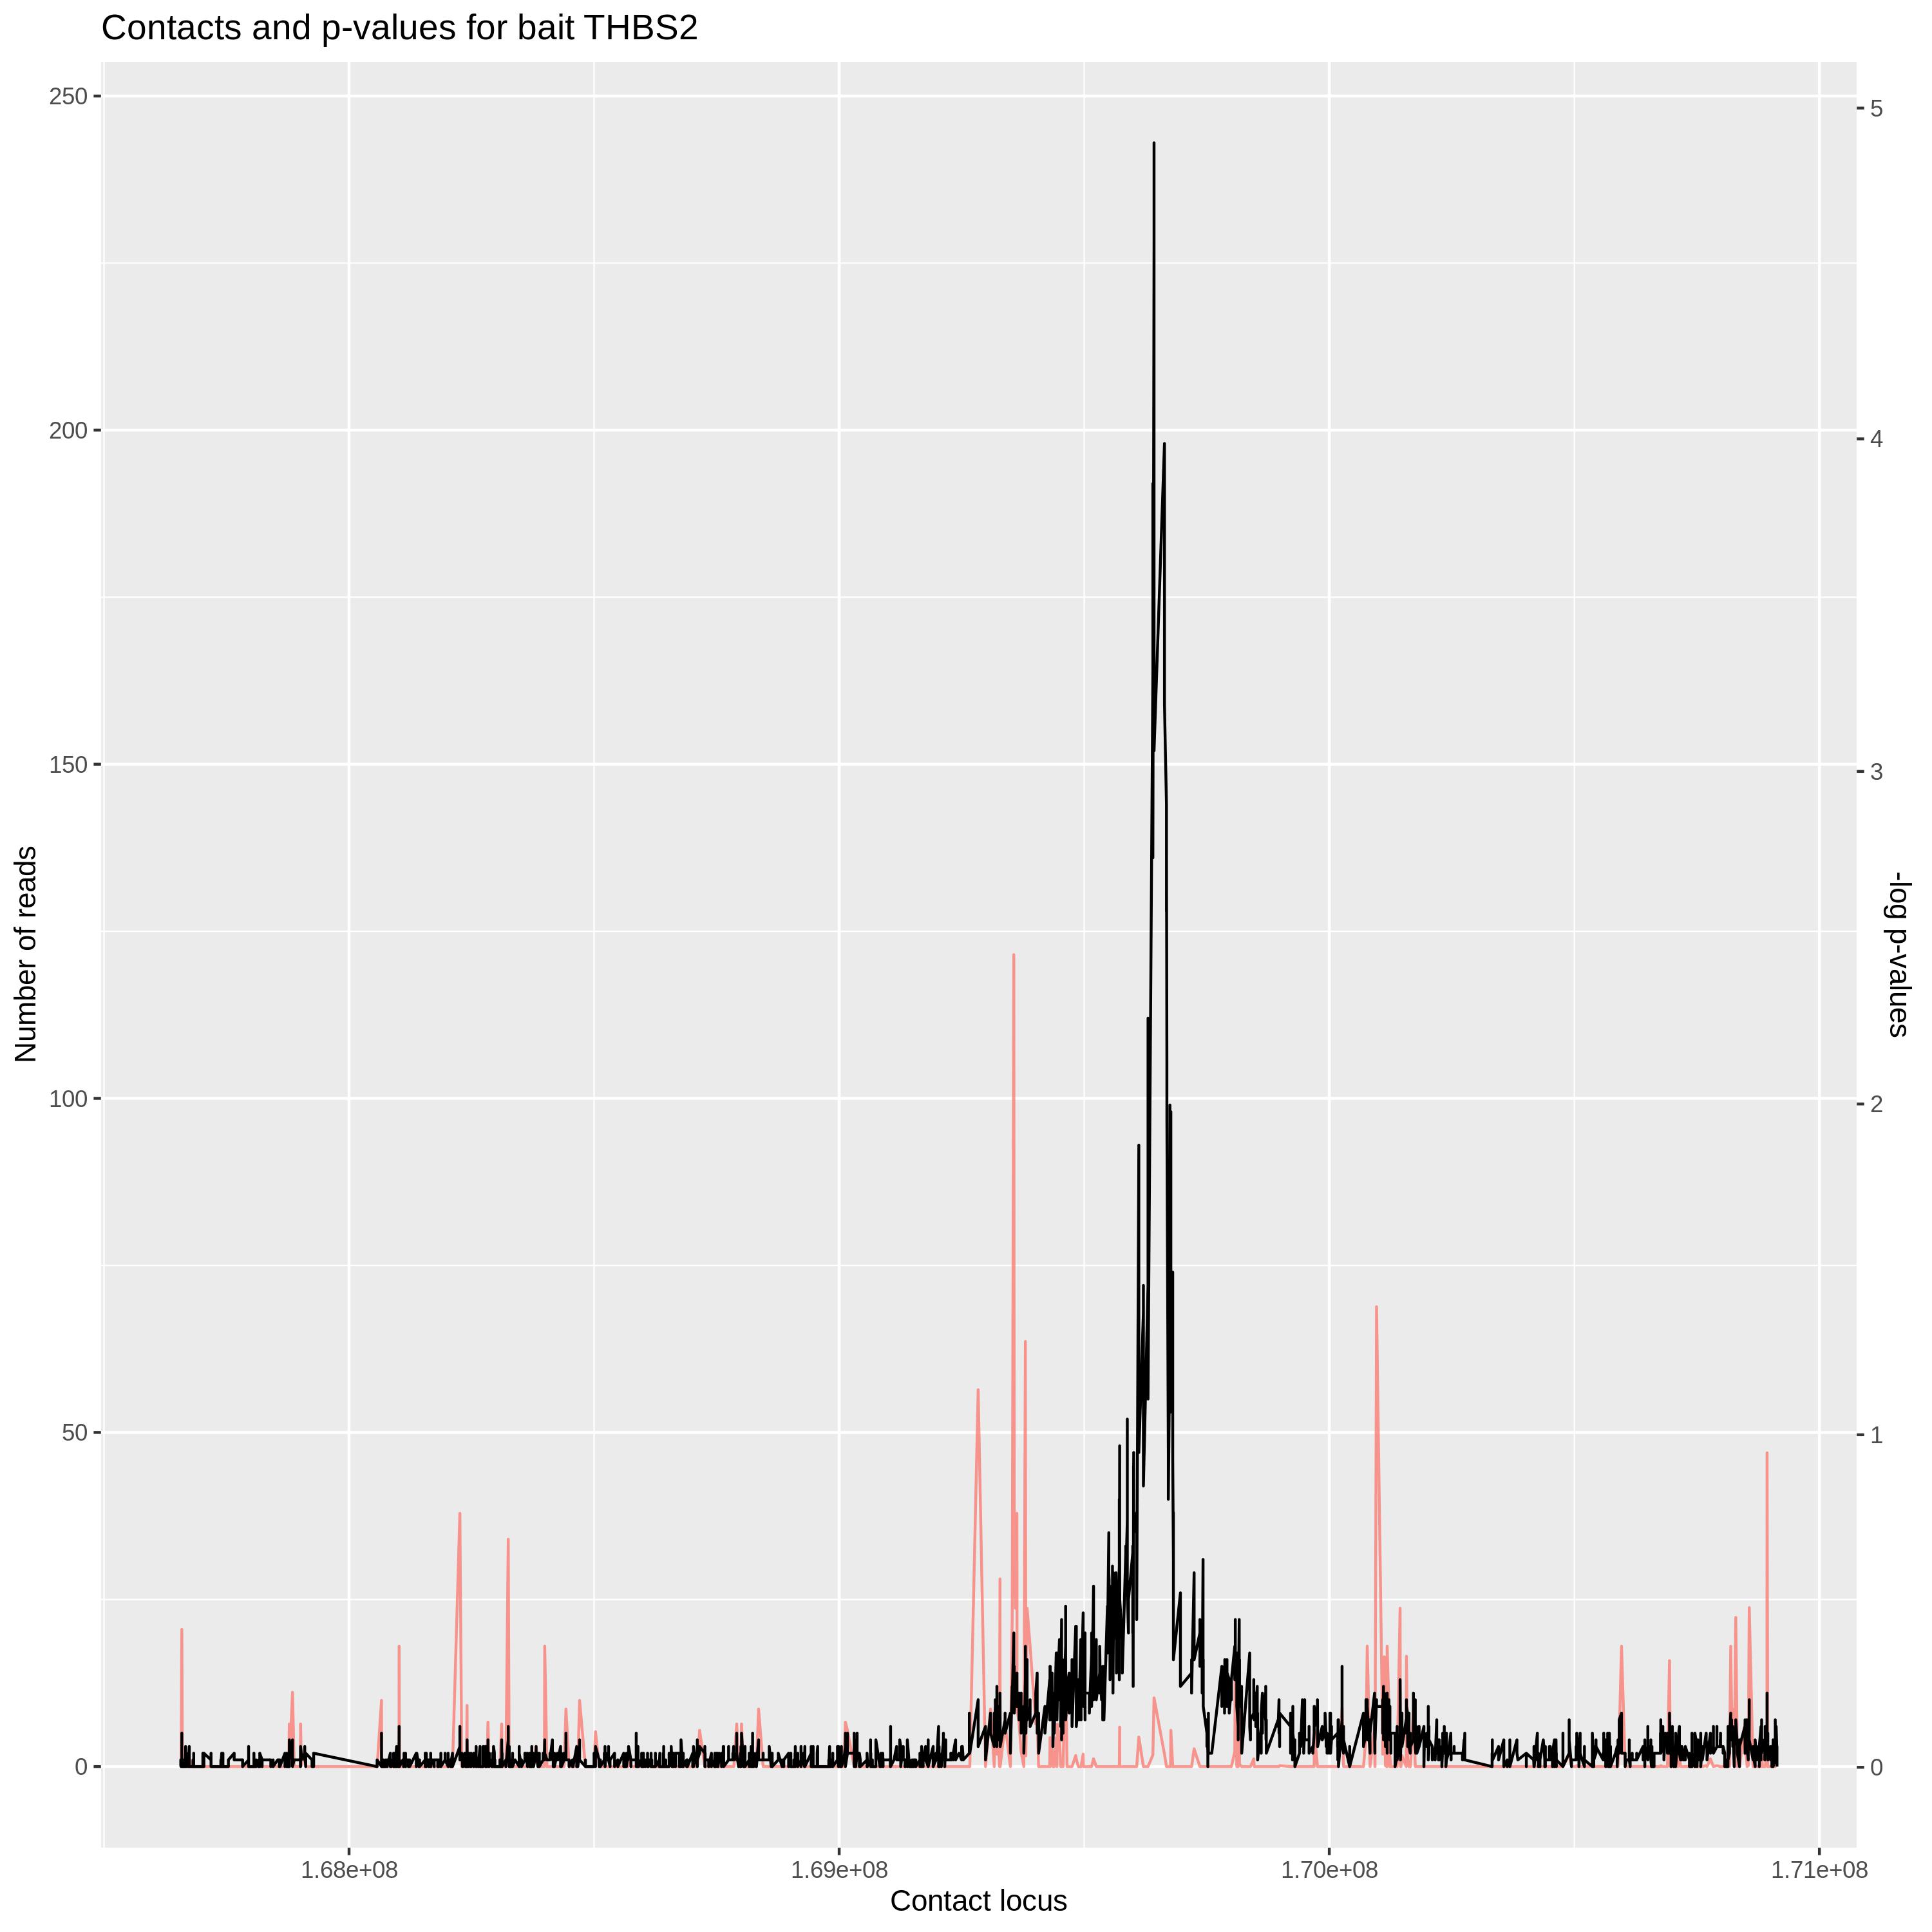 Contacts and p-values for bait THBS2
250
200
150
100
50
0
Number of reads
5
4
3
2
1
0
-log p-values
1.68e+08 1.69e+08 1.70e+08 1.71e+08
Contact locus